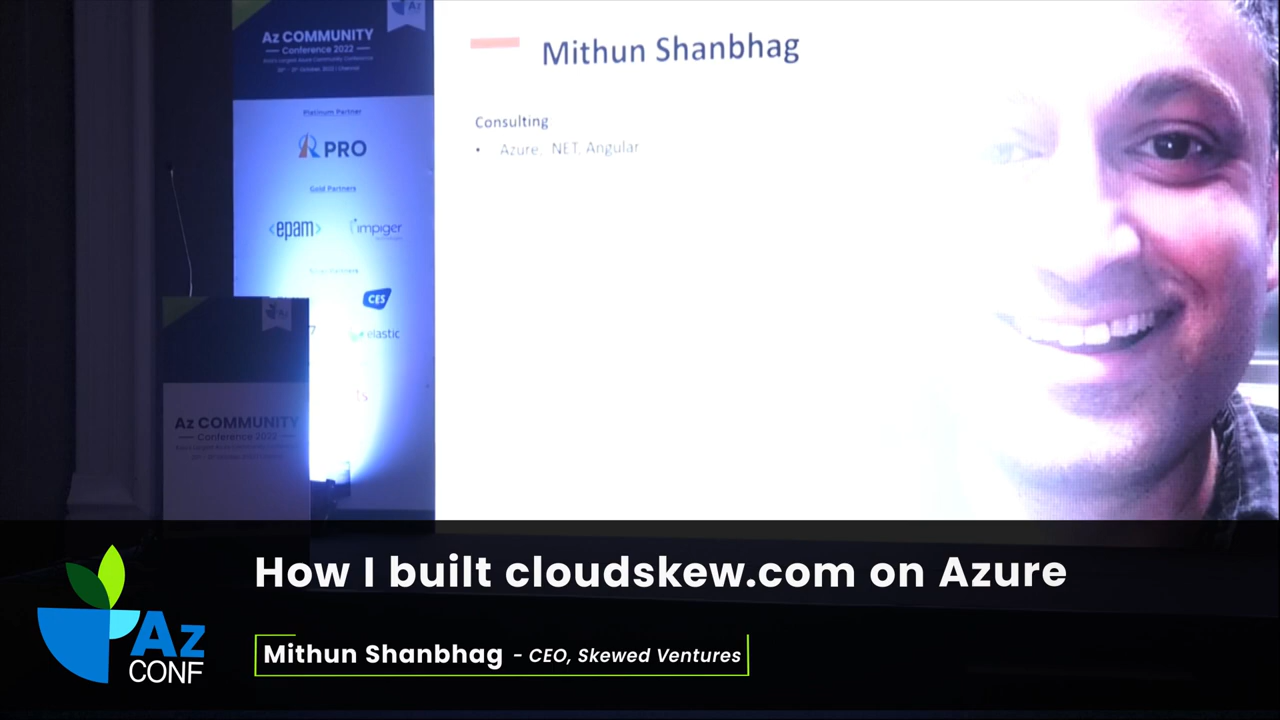 Az COMMUNITY
Conference 2022
Platinum Partner
PRO
Gold Partners
<epam>
impiger
CES
elastic
Az COMMUNITY
Conference 2022
Mithun Shanbhag
Consulting
• Azure, .NET, Angular
How I built cloudskew.com on Azure
Mithun Shanbhag - CEO, Skewed Ventures
Az
CONF